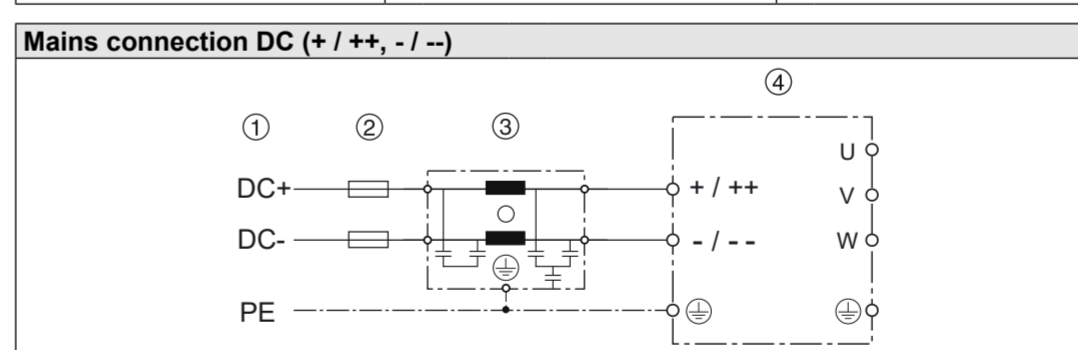 Mains connection DC (+ / ++, - / --)
④
① ② ③
U
DC+ + / ++ V
DC- - / - - W
PE